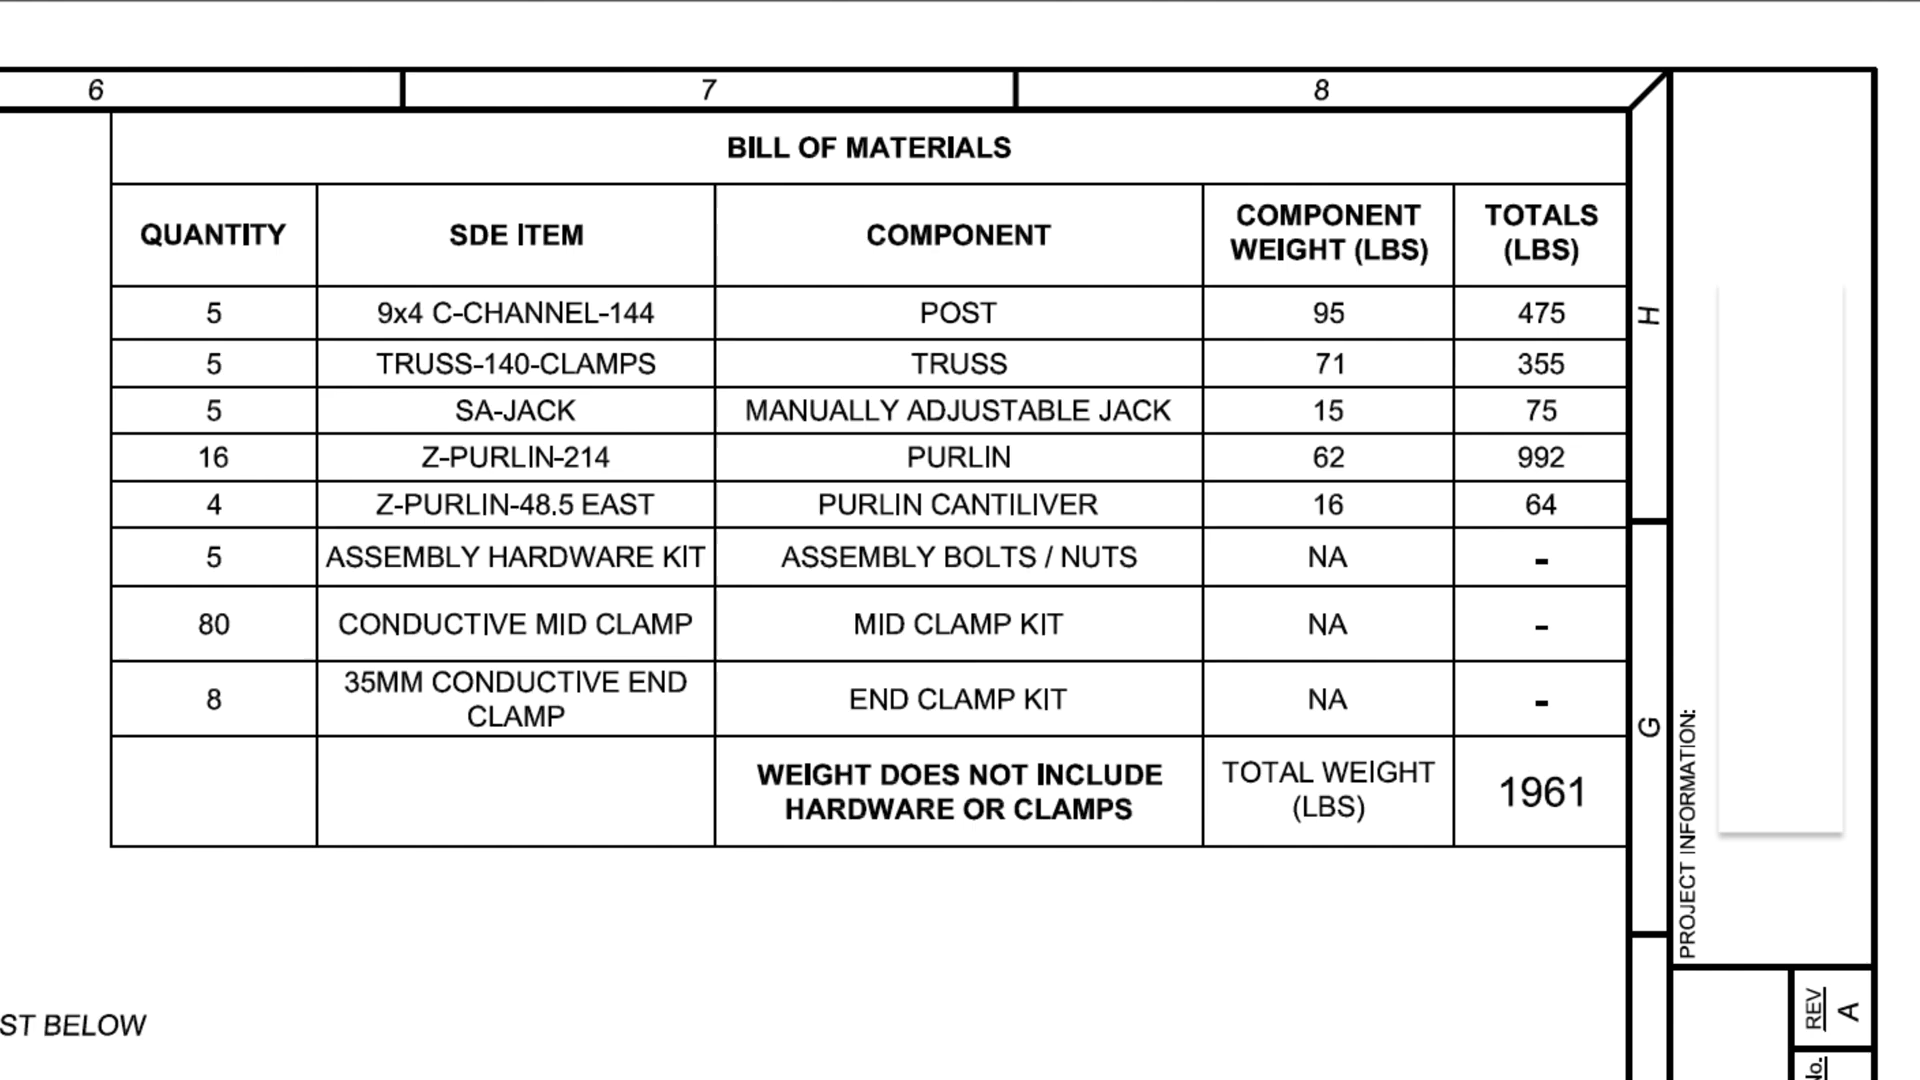 6 7 8
BILL OF MATERIALS
QUANTITY SDE ITEM COMPONENT COMPONENT WEIGHT (LBS) TOTALS (LBS)
5 9x4 C-CHANNEL-144 POST 95 475
5 TRUSS-140-CLAMPS TRUSS 71 355
5 SA-JACK MANUALLY ADJUSTABLE JACK 15 75
16 Z-PURLIN-214 PURLIN 62 992
4 Z-PURLIN-48.5 EAST PURLIN CANTILIVER 16 64
5 ASSEMBLY HARDWARE KIT ASSEMBLY BOLTS / NUTS NA -
80 CONDUCTIVE MID CLAMP MID CLAMP KIT NA -
8 35MM CONDUCTIVE END CLAMP END CLAMP KIT NA -
WEIGHT DOES NOT INCLUDE HARDWARE OR CLAMPS TOTAL WEIGHT (LBS) 1961
H
G
PROJECT INFORMATION:
REV
A
No.
ST BELOW